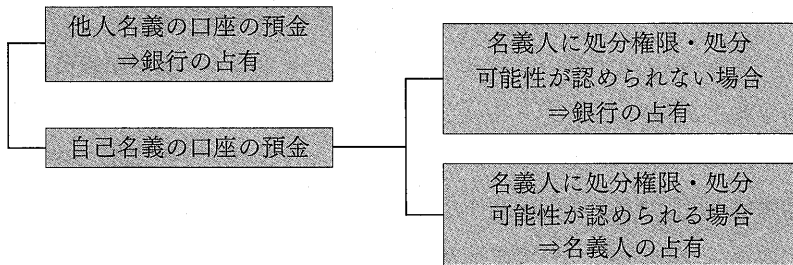 他人名義の口座の預金
⇒銀行の占有
自己名義の口座の預金
名義人に処分権限・処分
可能性が認められない場合
⇒銀行の占有
名義人に処分権限・処分
可能性が認められる場合
⇒名義人の占有